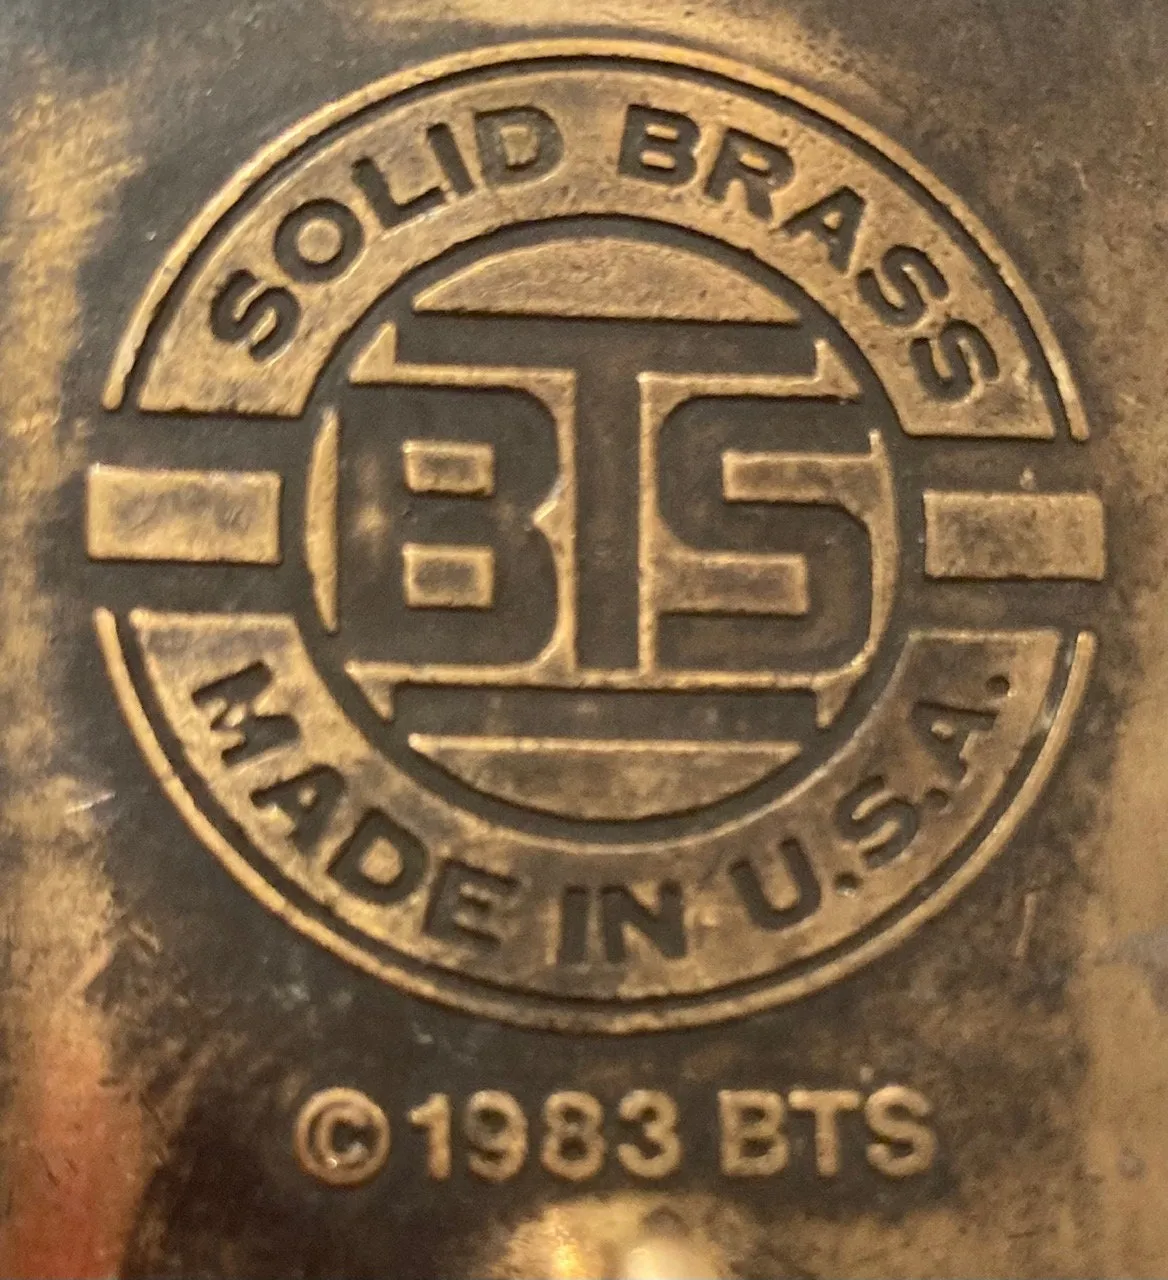 SOLID BRASS
BTS
MADE IN U.S.A.
©1983 BTS